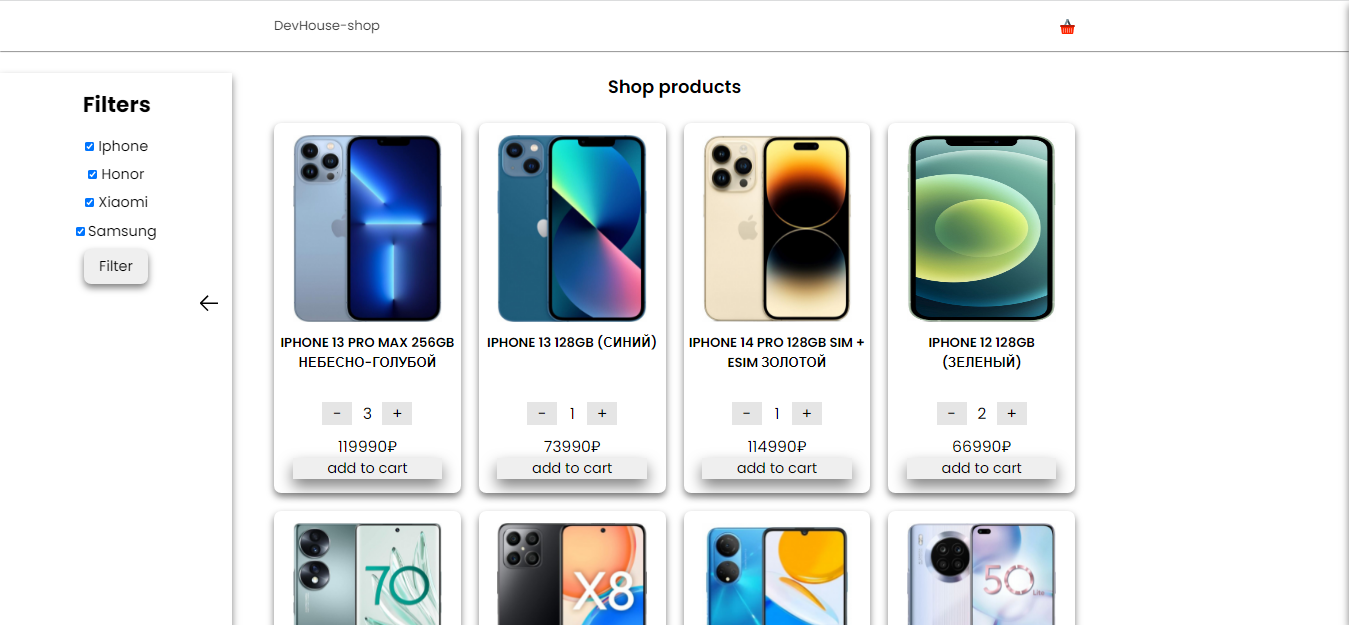 DevHouse-shop
Filters
Iphone
Honor
Xiaomi
Samsung
Filter
Shop products
IPHONE 13 PRO MAX 256GB
НЕБЕСНО-ГОЛУБОЙ
- 3 +
119990₽
add to cart
IPHONE 13 128GB (СИНИЙ)
- 1 +
73990₽
add to cart
IPHONE 14 PRO 128GB SIM +
ESIM ЗОЛОТОЙ
- 1 +
114990₽
add to cart
IPHONE 12 128GB
(ЗЕЛЕНЫЙ)
- 2 +
66990₽
add to cart
70
X8
50 Lite